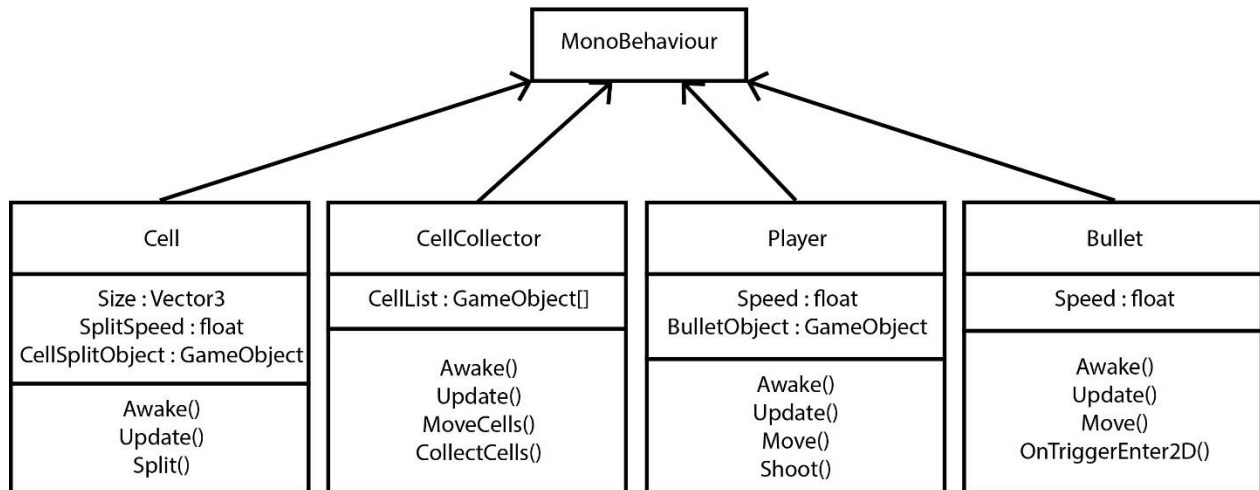 MonoBehaviour
Cell
Size : Vector3
SplitSpeed : float
CellSplitObject : GameObject
Awake()
Update()
Split()
CellCollector
CellList : GameObject[]
Awake()
Update()
MoveCells()
CollectCells()
Player
Speed : float
BulletObject : GameObject
Awake()
Update()
Move()
Shoot()
Bullet
Speed : float
Awake()
Update()
Move()
OnTriggerEnter2D()